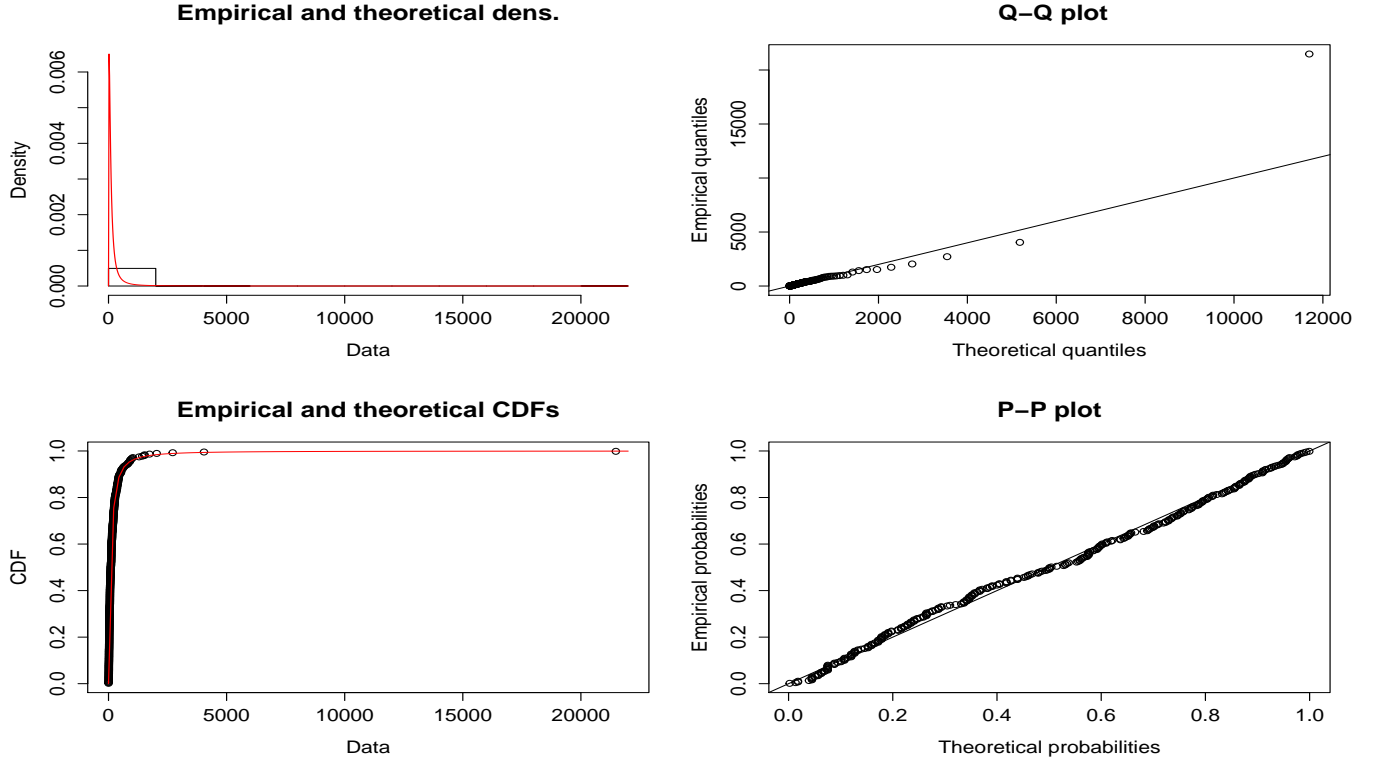 Empirical and theoretical dens.
Density
0.000 0.002 0.004 0.006
0 5000 10000 15000 20000
Data
Q−Q plot
Empirical quantiles
0 5000 15000
0 2000 4000 6000 8000 10000 12000
Theoretical quantiles
Empirical and theoretical CDFs
CDF
0.0 0.2 0.4 0.6 0.8 1.0
0 5000 10000 15000 20000
Data
P−P plot
Empirical probabilities
0.0 0.2 0.4 0.6 0.8 1.0
0.0 0.2 0.4 0.6 0.8 1.0
Theoretical probabilities